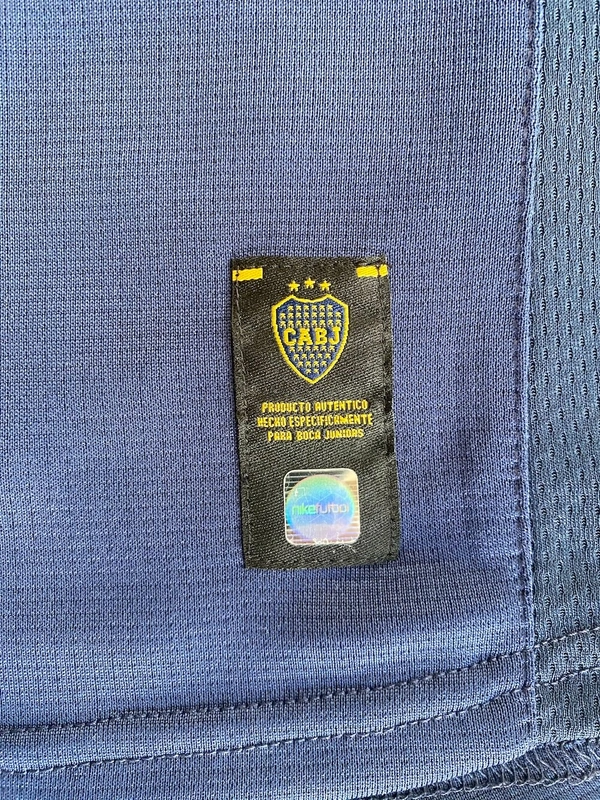 CABJ
PRODUCTO AUTENTICO
HECHO ESPECIFICAMENTE
PARA BOCA JUNIORS
nikefutbol